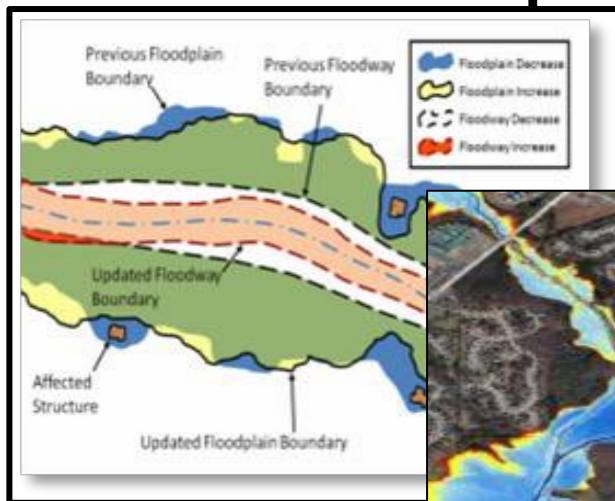 Previous Floodplain
Boundary
Previous Floodway
Boundary
Floodplain Decrease
Floodplain Increase
Floodway Decrease
Floodway Increase
Updated Floodway
Boundary
Affected
Structure
Updated Floodplain Boundary